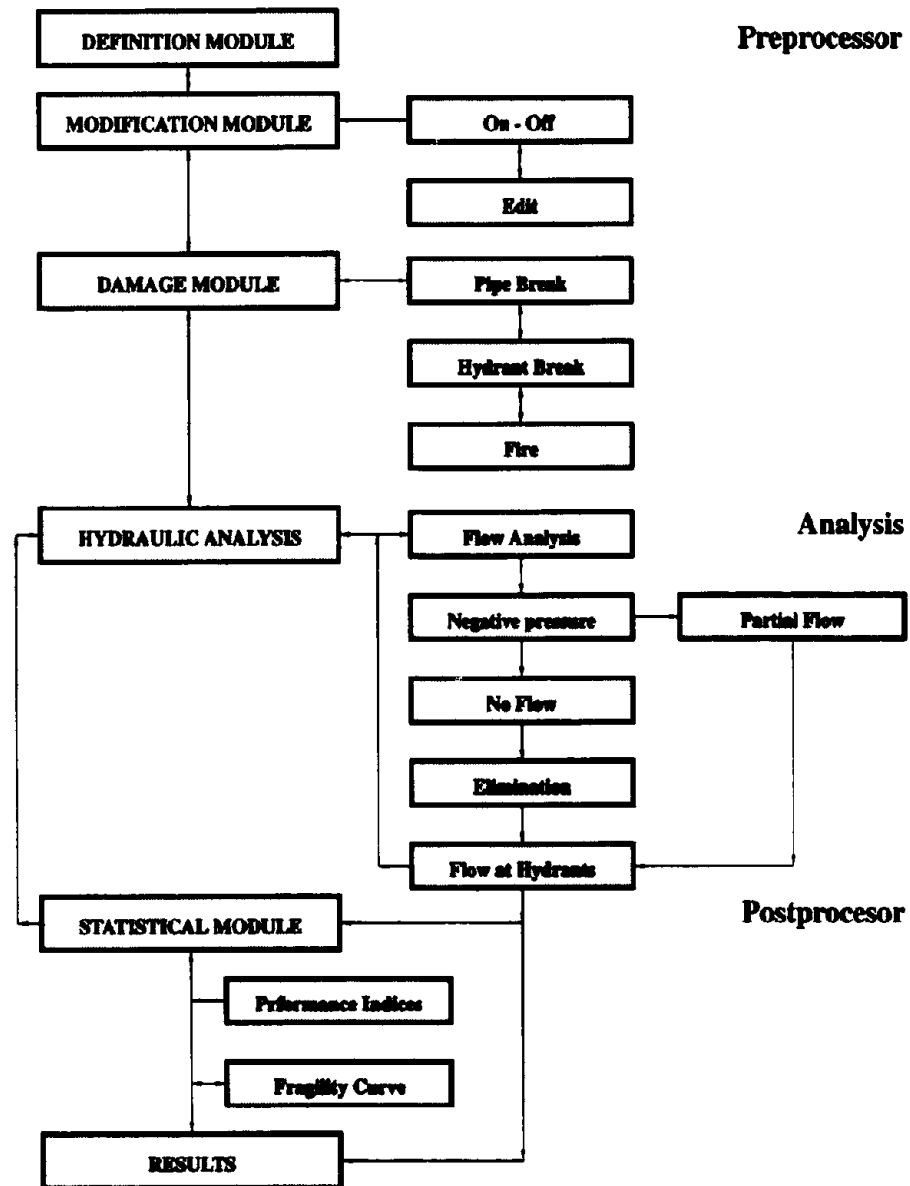 DEFINITION MODULE
Preprocessor
MODIFICATION MODULE
On - Off
Edit
DAMAGE MODULE
Pipe Break
Hydrant Break
Fire
HYDRAULIC ANALYSIS
Flow Analysis
Analysis
Negative pressure
Partial Flow
No Flow
Elimination
Flow at Hydrants
STATISTICAL MODULE
Postprocesor
Prformance Indices
Fragility Curve
RESULTS